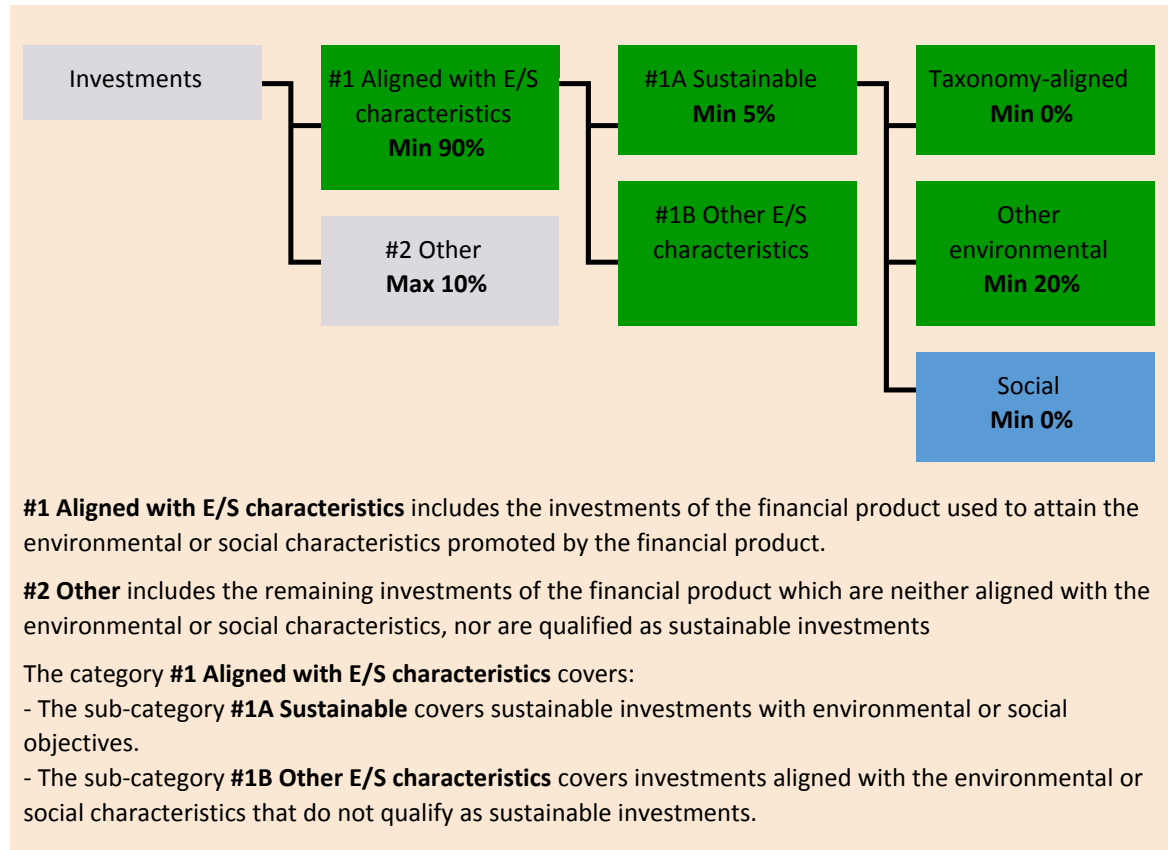 Investments
#1 Aligned with E/S
characteristics
Min 90%
#2 Other
Max 10%
#1A Sustainable
Min 5%
#1B Other E/S
characteristics
Taxonomy-aligned
Min 0%
Other
environmental
Min 20%
Social
Min 0%
#1 Aligned with E/S characteristics includes the investments of the financial product used to attain the
environmental or social characteristics promoted by the financial product.
#2 Other includes the remaining investments of the financial product which are neither aligned with the
environmental or social characteristics, nor are qualified as sustainable investments
The category #1 Aligned with E/S characteristics covers:
- The sub-category #1A Sustainable covers sustainable investments with environmental or social
objectives.
- The sub-category #1B Other E/S characteristics covers investments aligned with the environmental or
social characteristics that do not qualify as sustainable investments.